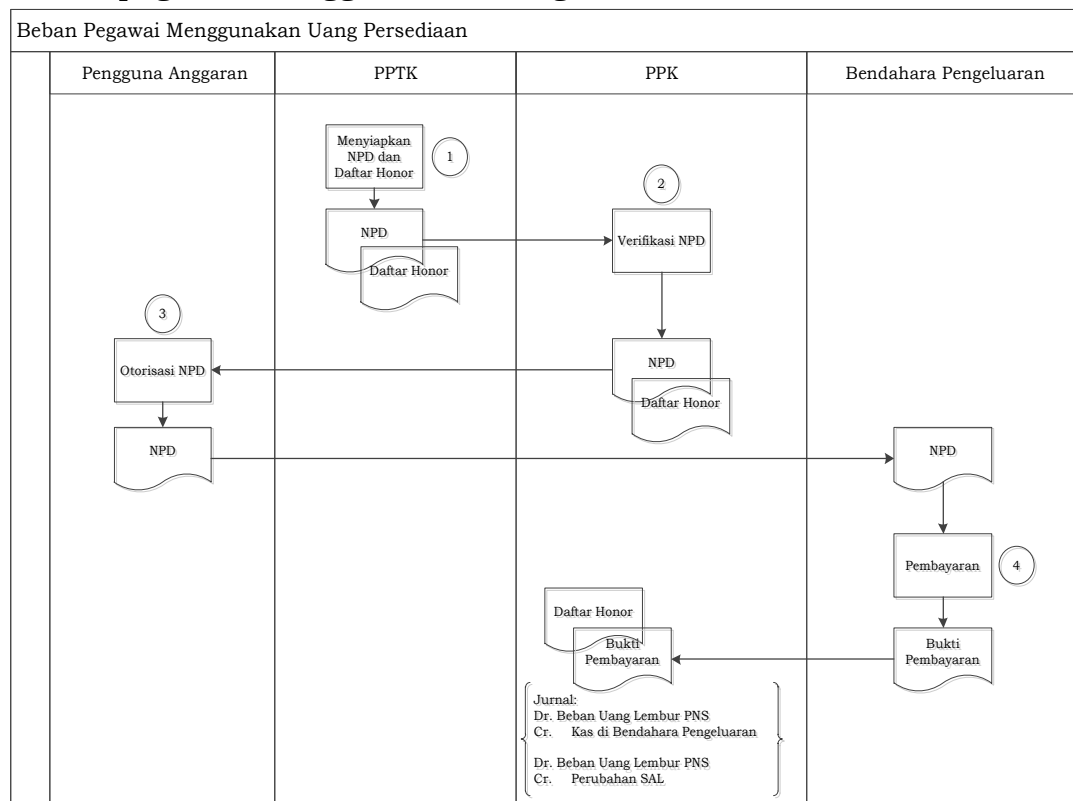 Beban Pegawai Menggunakan Uang Persediaan
Pengguna Anggaran
PPTK
PPK
Bendahara Pengeluaran
Menyiapkan
NPD dan
Daftar Honor
1
2
NPD
Daftar Honor
Verifikasi NPD
3
Otorisasi NPD
NPD
Daftar Honor
NPD
NPD
Pembayaran
4
Daftar Honor
Bukti
Pembayaran
Bukti
Pembayaran
Jurnal:
Dr. Beban Uang Lembur PNS
Cr. Kas di Bendahara Pengeluaran
Dr. Beban Uang Lembur PNS
Cr. Perubahan SAL